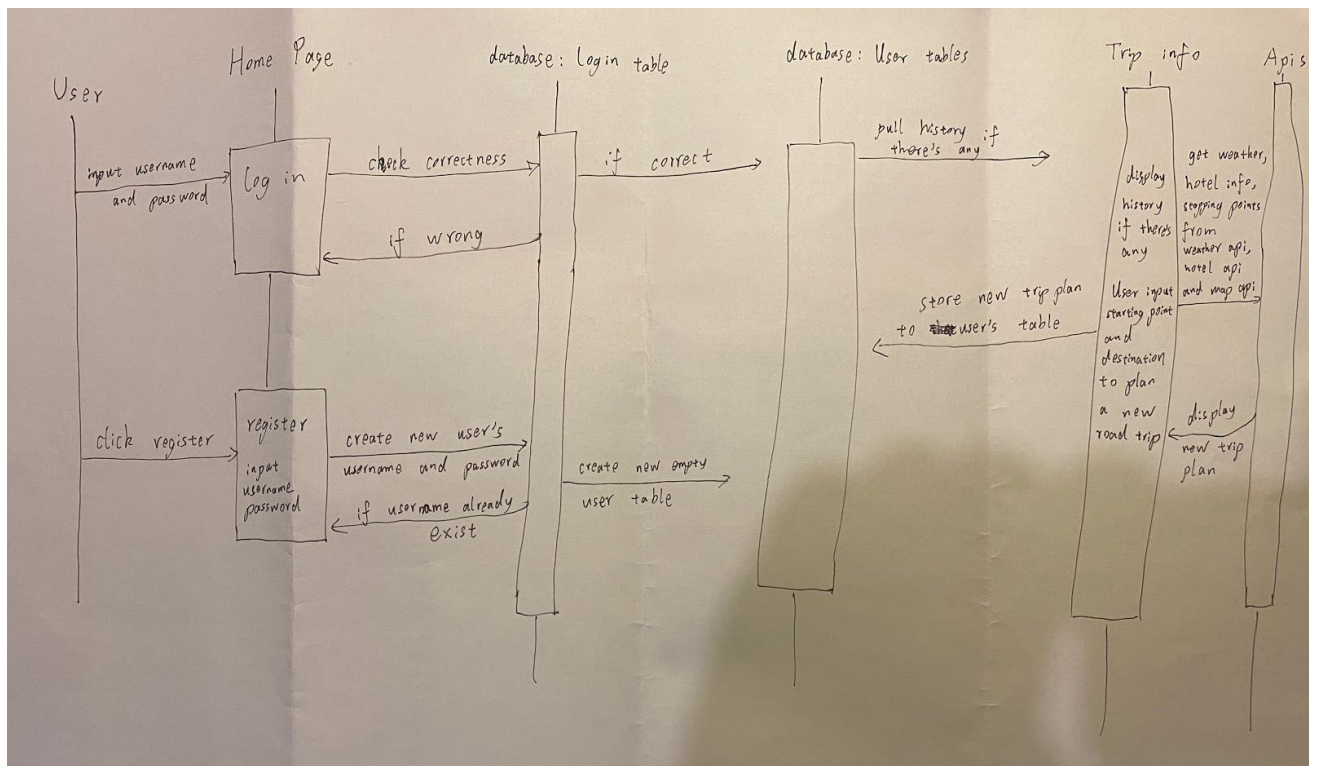 User
Home Page
database: Login table
database: User tables
Trip info
Apis
input username
and password
log in
check correctness
if wrong
if correct
pull history if
there's any
display
history
if there's
any
User input
starting point
and
destination
to plan
a new
road trip
get weather,
hotel info,
stopping points
from
weather api,
hotel api
and map api
store new trip plan
to user's table
display
new trip
plan
click register
register
input
username
password
create new user's
username and password
if username already
exist
create new empty
user table